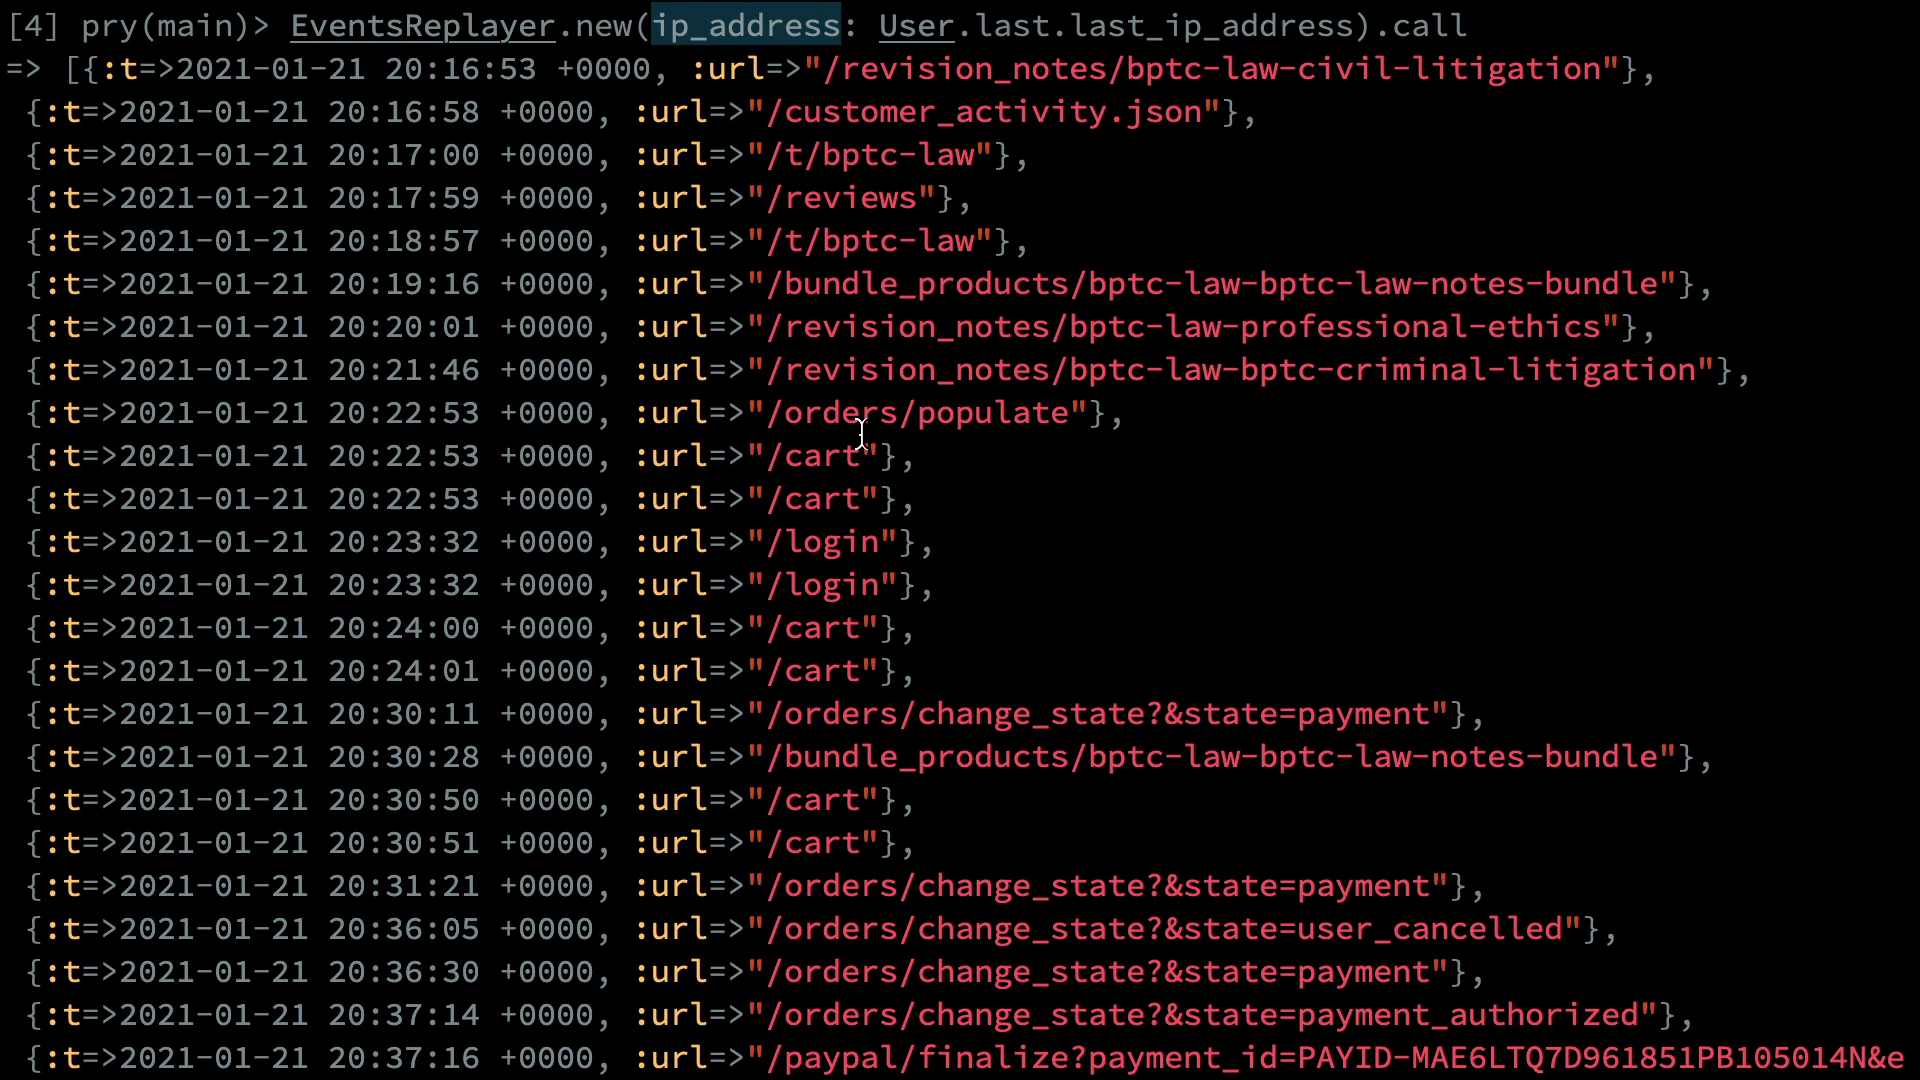 [4] pry(main)> EventsReplayer.new(ip_address: User.last.last_ip_address).call
=> [{:t=>2021-01-21 20:16:53 +0000, :url=>"/revision_notes/bptc-law-civil-litigation"},
{:t=>2021-01-21 20:16:58 +0000, :url=>"/customer_activity.json"},
{:t=>2021-01-21 20:17:00 +0000, :url=>"/t/bptc-law"},
{:t=>2021-01-21 20:17:59 +0000, :url=>"/reviews"},
{:t=>2021-01-21 20:18:57 +0000, :url=>"/t/bptc-law"},
{:t=>2021-01-21 20:19:16 +0000, :url=>"/bundle_products/bptc-law-bptc-law-notes-bundle"},
{:t=>2021-01-21 20:20:01 +0000, :url=>"/revision_notes/bptc-law-professional-ethics"},
{:t=>2021-01-21 20:21:46 +0000, :url=>"/revision_notes/bptc-law-bptc-criminal-litigation"},
{:t=>2021-01-21 20:22:53 +0000, :url=>"/orders/populate"},
{:t=>2021-01-21 20:22:53 +0000, :url=>"/cart"},
{:t=>2021-01-21 20:22:53 +0000, :url=>"/cart"},
{:t=>2021-01-21 20:23:32 +0000, :url=>"/login"},
{:t=>2021-01-21 20:23:32 +0000, :url=>"/login"},
{:t=>2021-01-21 20:24:00 +0000, :url=>"/cart"},
{:t=>2021-01-21 20:24:01 +0000, :url=>"/cart"},
{:t=>2021-01-21 20:30:11 +0000, :url=>"/orders/change_state?&state=payment"},
{:t=>2021-01-21 20:30:28 +0000, :url=>"/bundle_products/bptc-law-bptc-law-notes-bundle"},
{:t=>2021-01-21 20:30:50 +0000, :url=>"/cart"},
{:t=>2021-01-21 20:30:51 +0000, :url=>"/cart"},
{:t=>2021-01-21 20:31:21 +0000, :url=>"/orders/change_state?&state=payment"},
{:t=>2021-01-21 20:36:05 +0000, :url=>"/orders/change_state?&state=user_cancelled"},
{:t=>2021-01-21 20:36:30 +0000, :url=>"/orders/change_state?&state=payment"},
{:t=>2021-01-21 20:37:14 +0000, :url=>"/orders/change_state?&state=payment_authorized"},
{:t=>2021-01-21 20:37:16 +0000, :url=>"/paypal/finalize?payment_id=PAYID-MAE6LTQ7D961851PB105014N&e